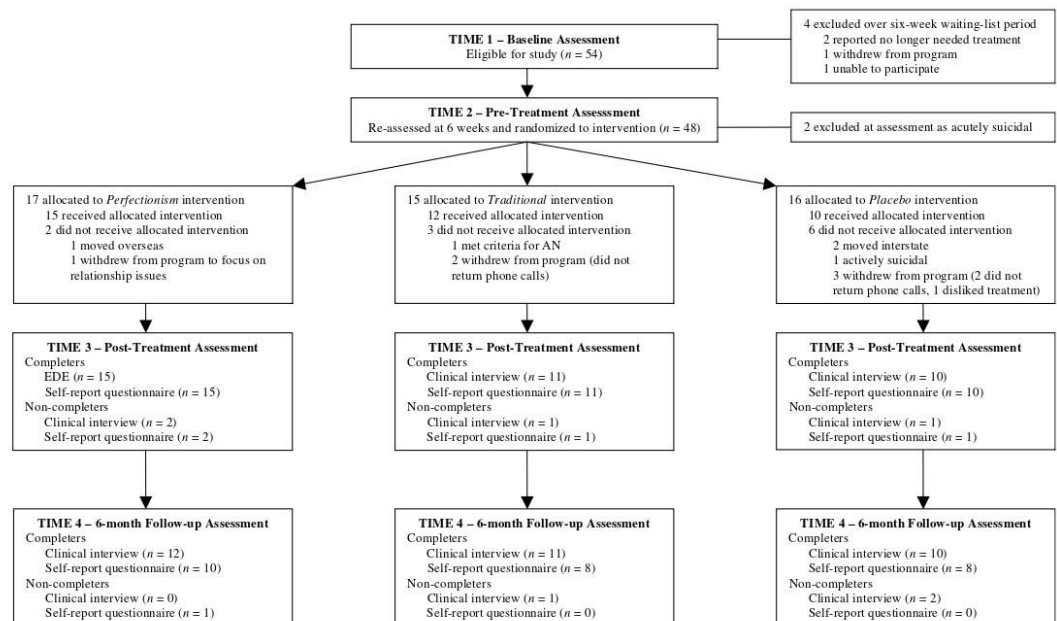 TIME 1 – Baseline Assessment
Eligible for study (n = 54)
4 excluded over six-week waiting-list period
2 reported no longer needed treatment
1 withdrew from program
1 unable to participate
TIME 2 – Pre-Treatment Assesssment
Re-assessed at 6 weeks and randomized to intervention (n = 48)
2 excluded at assessment as acutely suicidal
17 allocated to Perfectionism intervention
15 received allocated intervention
2 did not receive allocated intervention
1 moved overseas
1 withdrew from program to focus on
relationship issues
15 allocated to Traditional intervention
12 received allocated intervention
3 did not receive allocated intervention
1 met criteria for AN
2 withdrew from program (did not
return phone calls)
16 allocated to Placebo intervention
10 received allocated intervention
6 did not receive allocated intervention
2 moved interstate
1 actively suicidal
3 withdrew from program (2 did not
return phone calls, 1 disliked treatment)
TIME 3 – Post-Treatment Assessment
Completers
EDE (n = 15)
Self-report questionnaire (n = 15)
Non-completers
Clinical interview (n = 2)
Self-report questionnaire (n = 2)
TIME 3 – Post-Treatment Assessment
Completers
Clinical interview (n = 11)
Self-report questionnaire (n = 11)
Non-completers
Clinical interview (n = 1)
Self-report questionnaire (n = 1)
TIME 3 – Post-Treatment Assessment
Completers
Clinical interview (n = 10)
Self-report questionnaire (n = 10)
Non-completers
Clinical interview (n = 1)
Self-report questionnaire (n = 1)
TIME 4 – 6-month Follow-up Assessment
Completers
Clinical interview (n = 12)
Self-report questionnaire (n = 10)
Non-completers
Clinical interview (n = 0)
Self-report questionnaire (n = 1)
TIME 4 – 6-month Follow-up Assessment
Completers
Clinical interview (n = 11)
Self-report questionnaire (n = 8)
Non-completers
Clinical interview (n = 1)
Self-report questionnaire (n = 0)
TIME 4 – 6-month Follow-up Assessment
Completers
Clinical interview (n = 10)
Self-report questionnaire (n = 8)
Non-completers
Clinical interview (n = 2)
Self-report questionnaire (n = 0)